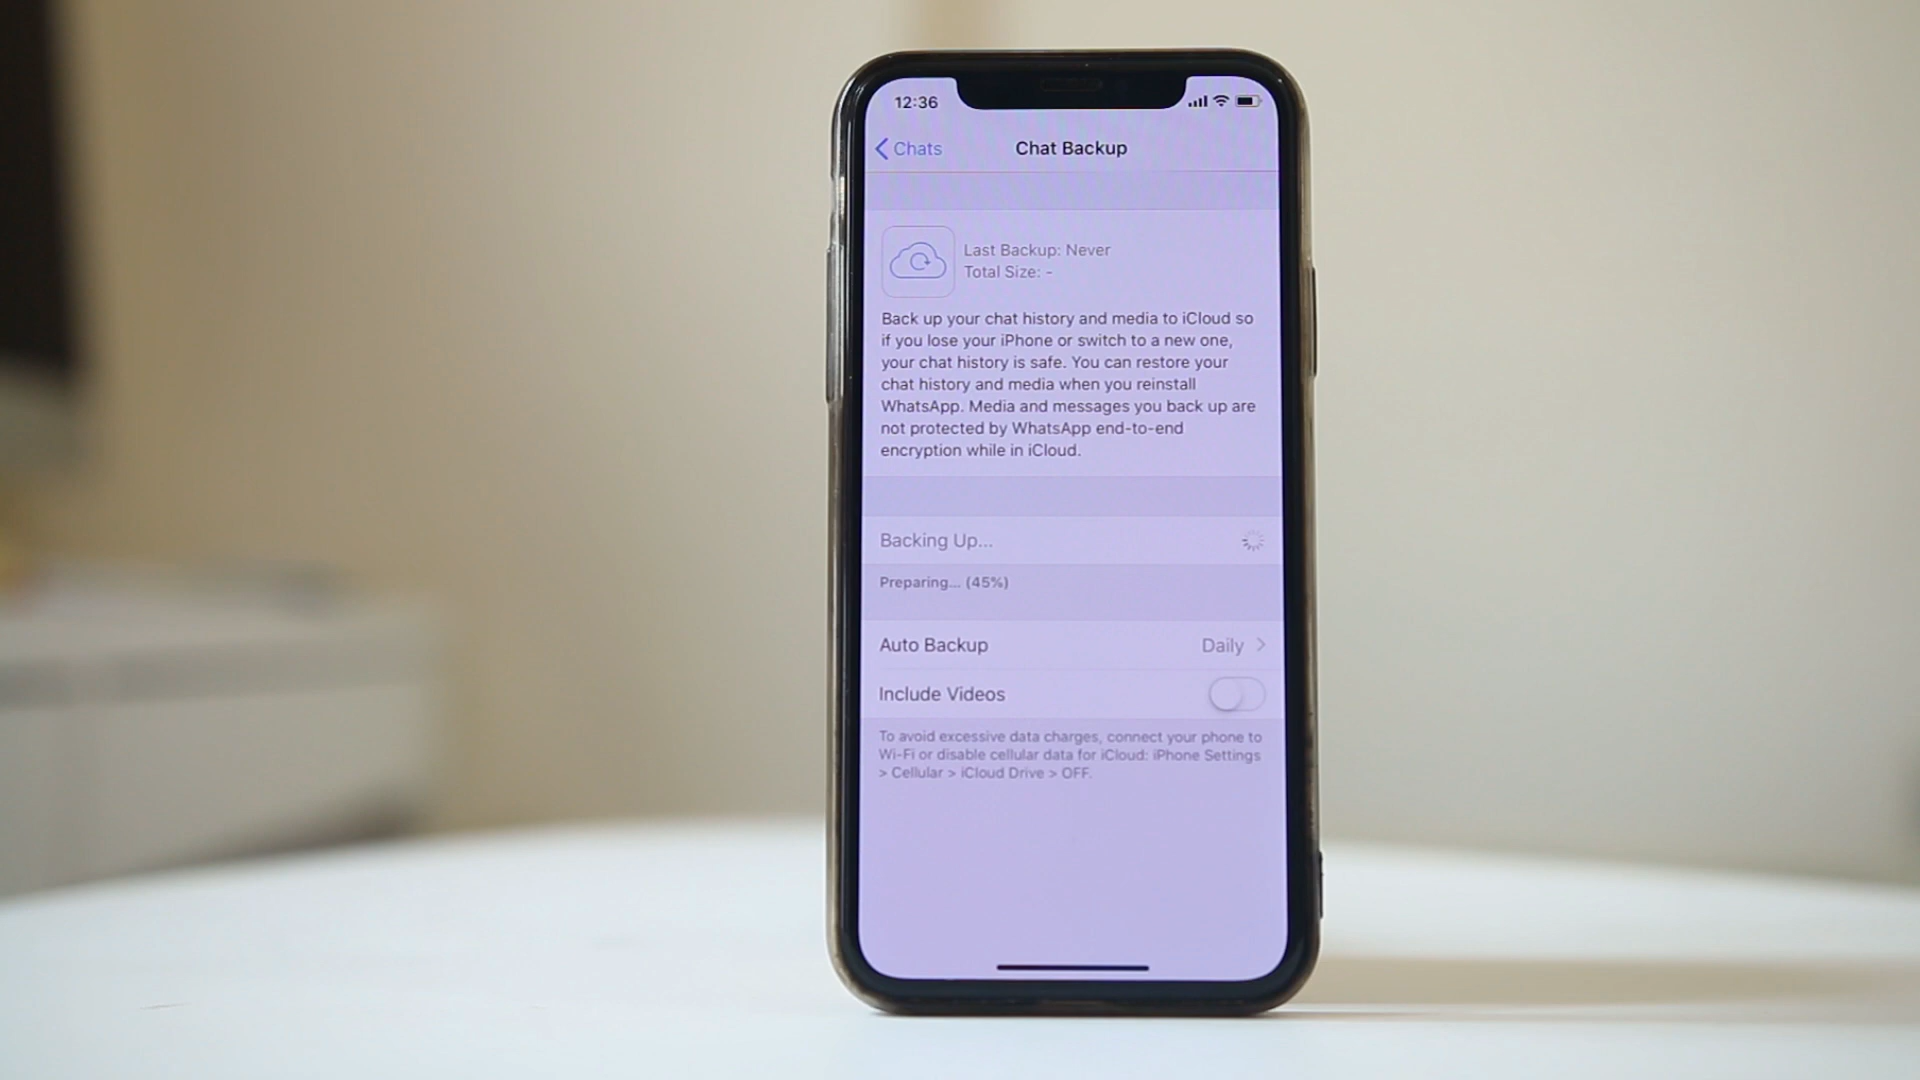 12:36
Chats
Chat Backup
Last Backup: Never
Total Size: -
Back up your chat history and media to iCloud so
if you lose your iPhone or switch to a new one,
your chat history is safe. You can restore your
chat history and media when you reinstall
WhatsApp. Media and messages you back up are
not protected by WhatsApp end-to-end
encryption while in iCloud.
Backing Up...
Preparing... (45%)
Auto Backup Daily
Include Videos
To avoid excessive data charges, connect your phone to
Wi-Fi or disable cellular data for iCloud: iPhone Settings
> Cellular > iCloud Drive > OFF.